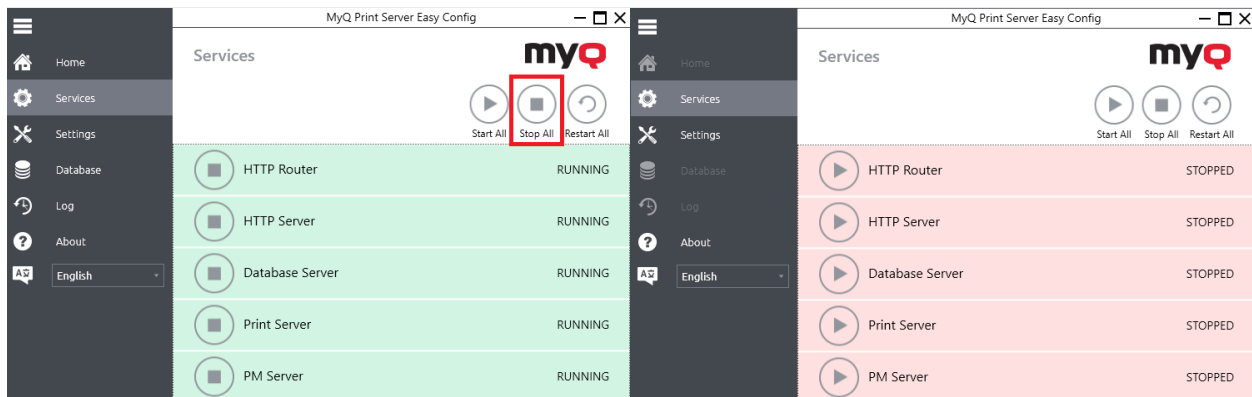 MyQ Print Server Easy Config
Services
myQ
Home
Services
Settings
Database
Log
About
English
Start All
Stop All
Restart All
HTTP Router RUNNING
HTTP Server RUNNING
Database Server RUNNING
Print Server RUNNING
PM Server RUNNING
MyQ Print Server Easy Config
Services
myQ
Home
Services
Settings
Database
Log
About
English
Start All
Stop All
Restart All
HTTP Router STOPPED
HTTP Server STOPPED
Database Server STOPPED
Print Server STOPPED
PM Server STOPPED